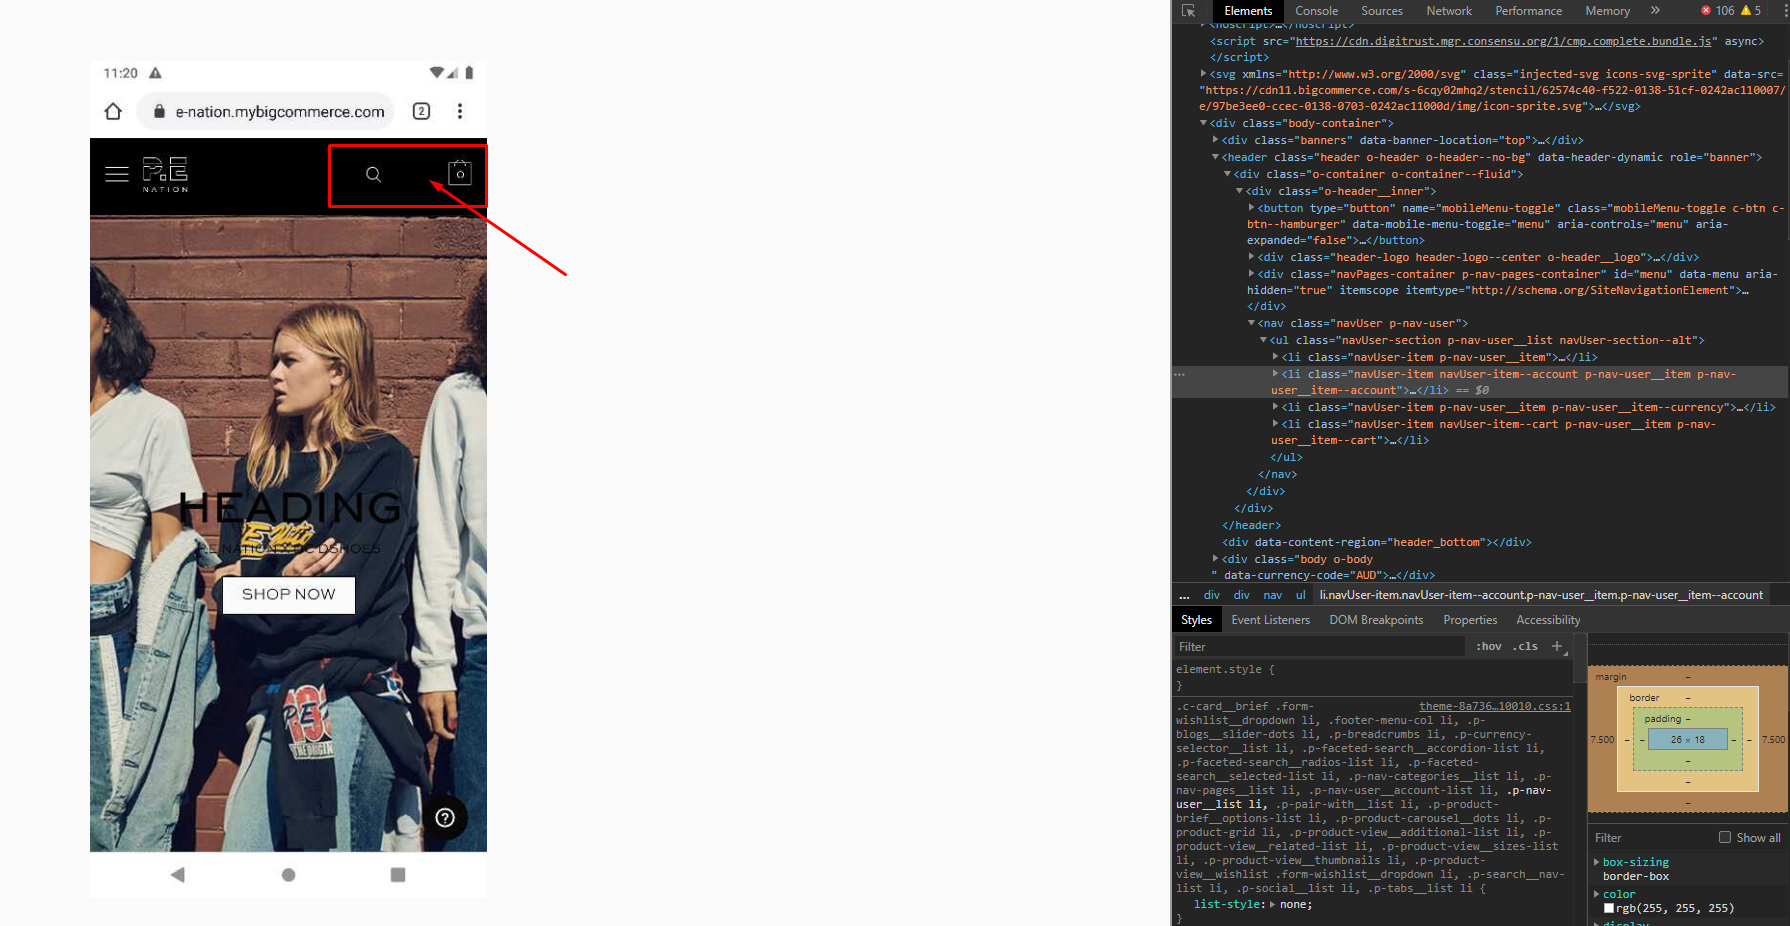 11:20
e-nation.mybigcommerce.com
2
P.E
NATION
0
HEADING
P.E NATION X DC DSHOES
SHOP NOW
Elements Console Sources Network Performance Memory » 106 5
<noscript>…</noscript>
<script src="https://cdn.digitrust.mgr.consensu.org/1/cmp.complete.bundle.js" async>
</script>
<svg xmlns="http://www.w3.org/2000/svg" class="injected-svg icons-svg-sprite" data-src=
"https://cdn11.bigcommerce.com/s-6cqy02mhq2/stencil/62574c40-f522-0138-51cf-0242ac110007/
e/97be3ee0-ccec-0138-0703-0242ac11000d/img/icon-sprite.svg">…</svg>
<div class="body-container">
<div class="banners" data-banner-location="top">…</div>
<header class="header o-header o-header--no-bg" data-header-dynamic role="banner">
<div class="o-container o-container--fluid">
<div class="o-header__inner">
<button type="button" name="mobileMenu-toggle" class="mobileMenu-toggle c-btn c-
btn--hamburger" data-mobile-menu-toggle="menu" aria-controls="menu" aria-
expanded="false">…</button>
<div class="header-logo header-logo--center o-header__logo">…</div>
<div class="navPages-container p-nav-pages-container" id="menu" data-menu aria-
hidden="true" itemscope itemtype="http://schema.org/SiteNavigationElement">…
</div>
<nav class="navUser p-nav-user">
<ul class="navUser-section p-nav-user__list navUser-section--alt">
<li class="navUser-item p-nav-user__item">…</li>
<li class="navUser-item navUser-item--account p-nav-user__item p-nav-
user__item--account">…</li> == $0
<li class="navUser-item p-nav-user__item p-nav-user__item--currency">…</li>
<li class="navUser-item navUser-item--cart p-nav-user__item p-nav-
user__item--cart">…</li>
</ul>
</nav>
</div>
</div>
</header>
<div data-content-region="header_bottom"></div>
<div class="body o-body
" data-currency-code="AUD">…</div>
... div div nav ul li.navUser-item.navUser-item--account.p-nav-user__item.p-nav-user__item--account
Styles Event Listeners DOM Breakpoints Properties Accessibility
Filter :hov .cls +
element.style {
}
.c-card__brief .form- theme-8a736…10010.css:1
wishlist__dropdown li, .footer-menu-col li, .p-
blogs__slider-dots li, .p-breadcrumbs li, .p-currency-
selector__list li, .p-faceted-search__accordion-list li,
.p-faceted-search__radios-list li, .p-faceted-
search__selected-list li, .p-nav-categories__list li, .p-
nav-pages__list li, .p-nav-user__account-list li, .p-nav-
user__list li, .p-pair-with__list li, .p-product-
brief__options-list li, .p-product-carousel__dots li, .p-
product-grid li, .p-product-view__additional-list li, .p-
product-view__related-list li, .p-product-view__sizes-list
li, .p-product-view__thumbnails li, .p-product-
view__wishlist .form-wishlist__dropdown li, .p-search__nav-
list li, .p-social__list li, .p-tabs__list li {
list-style: none;
}
margin –
border –
padding –
7.500 – – 26 × 18 – – 7.500
–
–
–
Filter Show all
box-sizing
border-box
color
rgb(255, 255, 255)
display